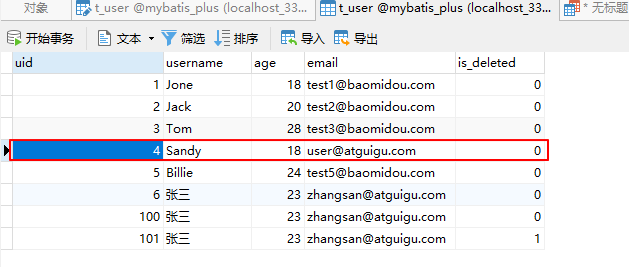 对象 t_user @mybatis_plus (localhost_33... t_user @mybatis_plus (localhost_33... * 无标题
开始事务 文本 筛选 排序 导入 导出
uid username age email is_deleted
1 Jone 18 test1@baomidou.com 0
2 Jack 20 test2@baomidou.com 0
3 Tom 28 test3@baomidou.com 0
4 Sandy 18 user@atguigu.com 0
5 Billie 24 test5@baomidou.com 0
6 张三 23 zhangsan@atguigu.com 0
100 张三 23 zhangsan@atguigu.com 0
101 张三 23 zhangsan@atguigu.com 1